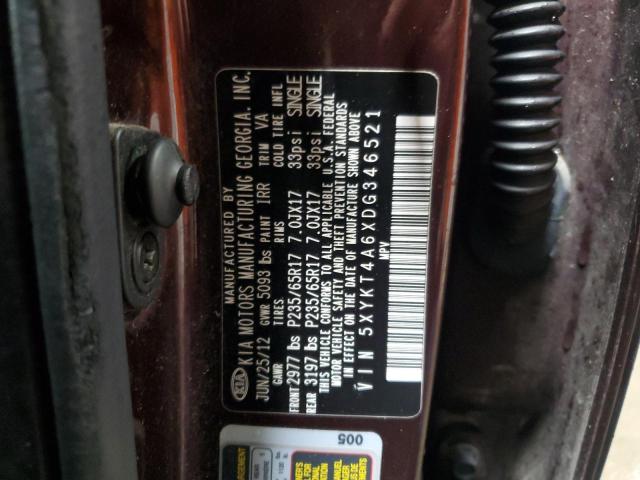 MANUFACTURED BY
KIA KIA MOTORS MANUFACTURING GEORGIA, INC.
JUN/25/12 GVWR 5093 lbs PAINT IRR TRIM VA
GAWR TIRES RIMS COLD TIRE INFL
FRONT 2977 lbs P235/65R17 7.0JX17 33psi SINGLE
REAR 3197 lbs P235/65R17 7.0JX17 33psi SINGLE
THIS VEHICLE CONFORMS TO ALL APPLICABLE U.S.A. FEDERAL
MOTOR VEHICLE SAFETY AND THEFT PREVENTION STANDARDS
IN EFFECT ON THE DATE OF MANUFACTURE SHOWN ABOVE
MPV
VIN 5XYKT4A6XDG346521
005